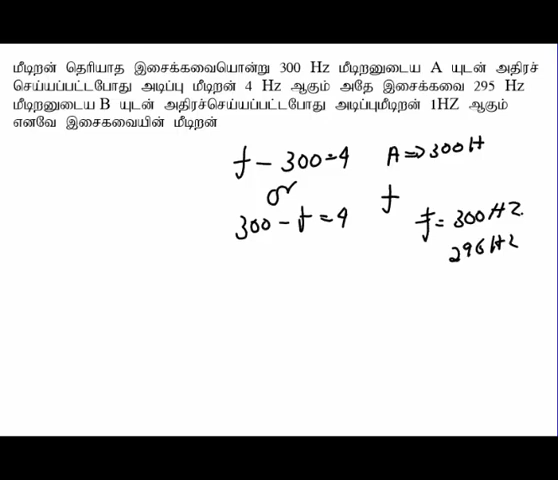 மீடிறன் தெரியாத இசைக்கவையொன்று 300 Hz மீடிறனுடைய A யுடன் அதிரச்
செய்யப்பட்டபோது அடிப்பு மீடிறன் 4 Hz ஆகும் அதே இசைக்கவை 295 Hz
மீடிறனுடைய B யுடன் அதிரச்செய்யப்பட்டபோது அடிப்புமீடிறன் 1HZ ஆகும்
எனவே இசைகவையின் மீடிறன்
f - 300 = 4 A ⇒ 300 H
or f
300 - f = 4 f = 300 HZ.
296 HZ